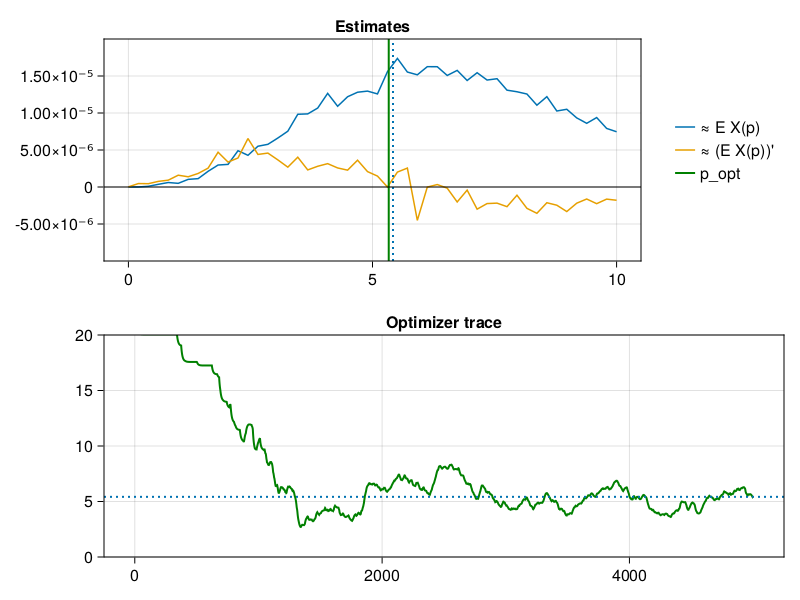 Estimates
1.50×10⁻⁵
1.00×10⁻⁵
5.00×10⁻⁶
0
-5.00×10⁻⁶
0 5 10
≈ E X(p)
≈ (E X(p))'
p_opt
Optimizer trace
20
15
10
5
0
0 2000 4000